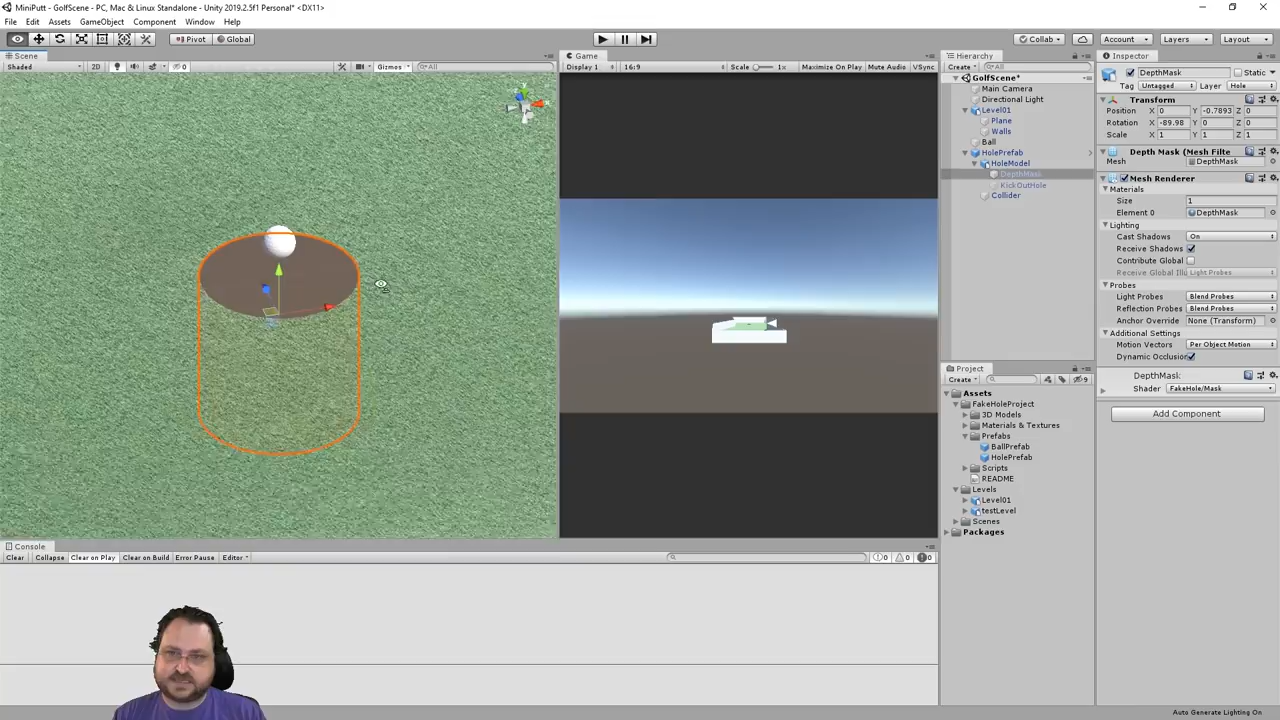 MiniPutt - GolfScene - PC, Mac & Linux Standalone - Unity 2019.2.5f1 Personal* <DX11>
File Edit Assets GameObject Component Window Help
Pivot Global Collab Account Layers Layout
Scene
Shaded 2D 0 Gizmos All
Game
Display 1 16:9 Scale 1x Maximize On Play Mute Audio VSync
Hierarchy
Create All
GolfScene*
Main Camera
Directional Light
Level01
Plane
Walls
Ball
HolePrefab
HoleModel
DepthMask
KickOutHole
Collider
Project
Create 9
Assets
FakeHoleProject
3D Models
Materials & Textures
Prefabs
BallPrefab
HolePrefab
Scripts
README
Levels
Level01
testLevel
Scenes
Packages
Inspector
DepthMask Static
Tag Untagged Layer Hole
Transform
Position X 0 Y -0.7893 Z 0
Rotation X -89.98 Y 0 Z 0
Scale X 1 Y 1 Z 1
Depth Mask (Mesh Filte
Mesh DepthMask
Mesh Renderer
Materials
Size 1
Element 0 DepthMask
Lighting
Cast Shadows On
Receive Shadows
Contribute Global
Receive Global Illu Light Probes
Probes
Light Probes Blend Probes
Reflection Probes Blend Probes
Anchor Override None (Transform)
Additional Settings
Motion Vectors Per Object Motion
Dynamic Occlusion
DepthMask
Shader FakeHole/Mask
Add Component
Console
Clear Collapse Clear on Play Clear on Build Error Pause Editor 0 0 0
Auto Generate Lighting On